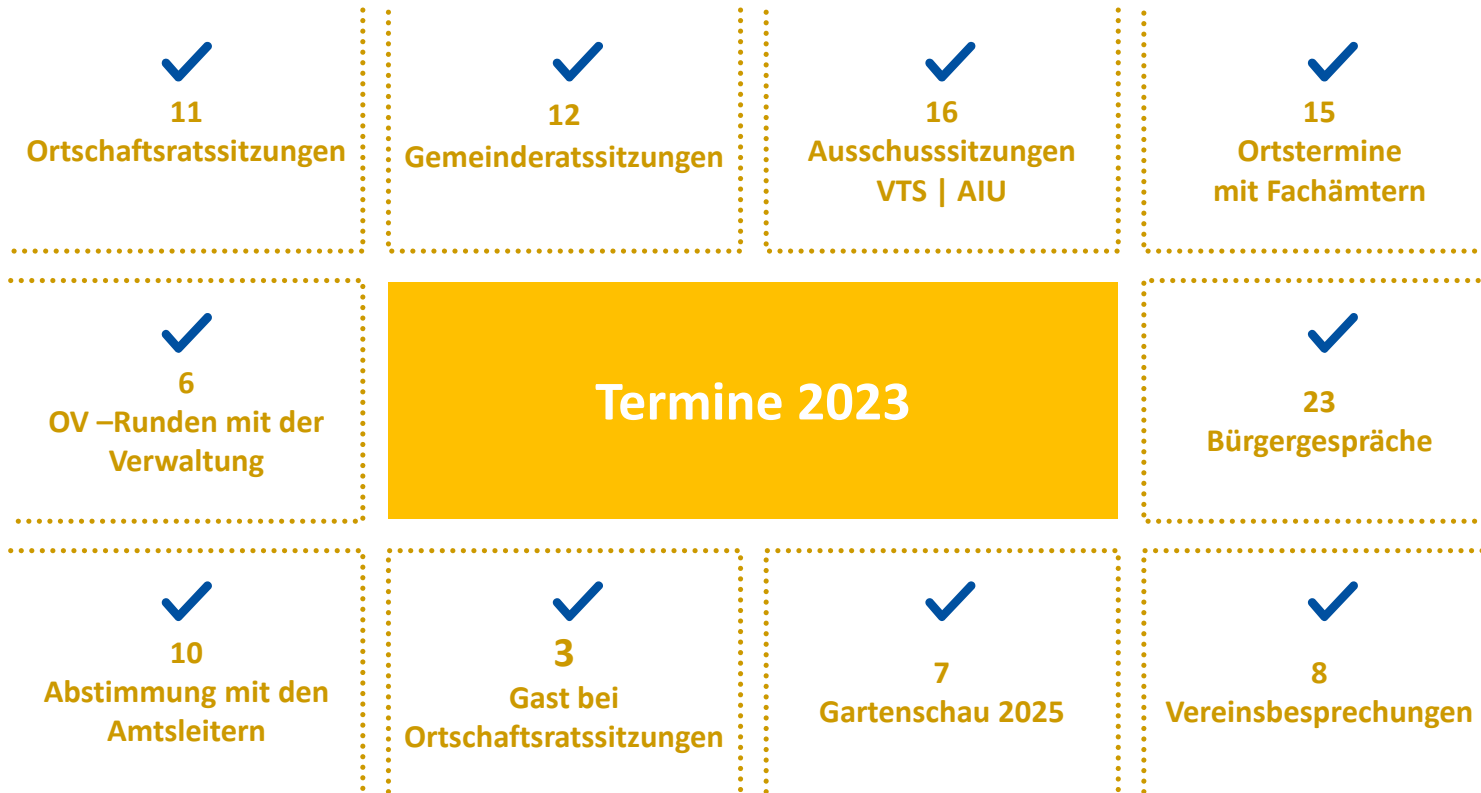 11
Ortschaftsratssitzungen
12
Gemeinderatssitzungen
16
Ausschusssitzungen
VTS | AIU
15
Ortstermine
mit Fachämtern
6
OV –Runden mit der
Verwaltung
Termine 2023
23
Bürgergespräche
10
Abstimmung mit den
Amtsleitern
3
Gast bei
Ortschaftsratssitzungen
7
Gartenschau 2025
8
Vereinsbesprechungen